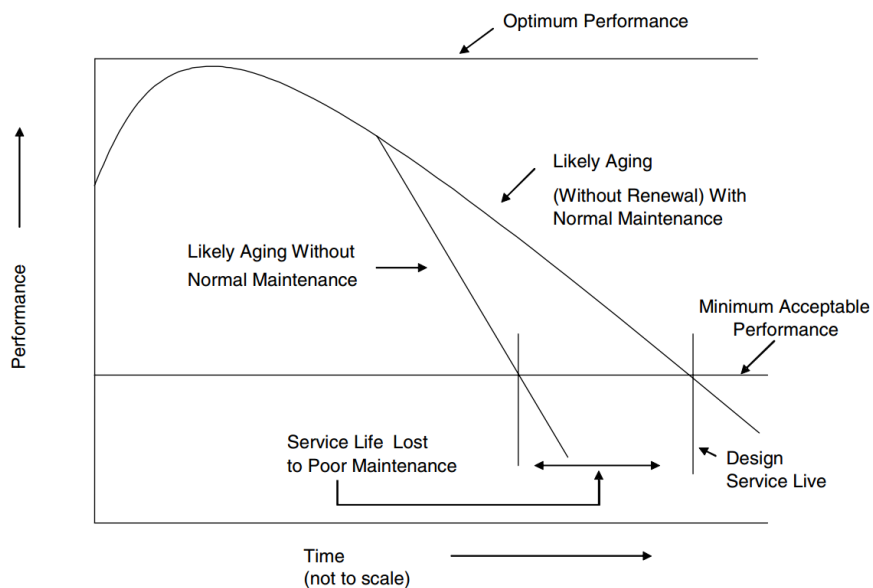 Optimum Performance
Likely Aging
(Without Renewal) With
Normal Maintenance
Likely Aging Without
Normal Maintenance
Minimum Acceptable
Performance
Performance
Service Life Lost
to Poor Maintenance
Design
Service Live
Time
(not to scale)